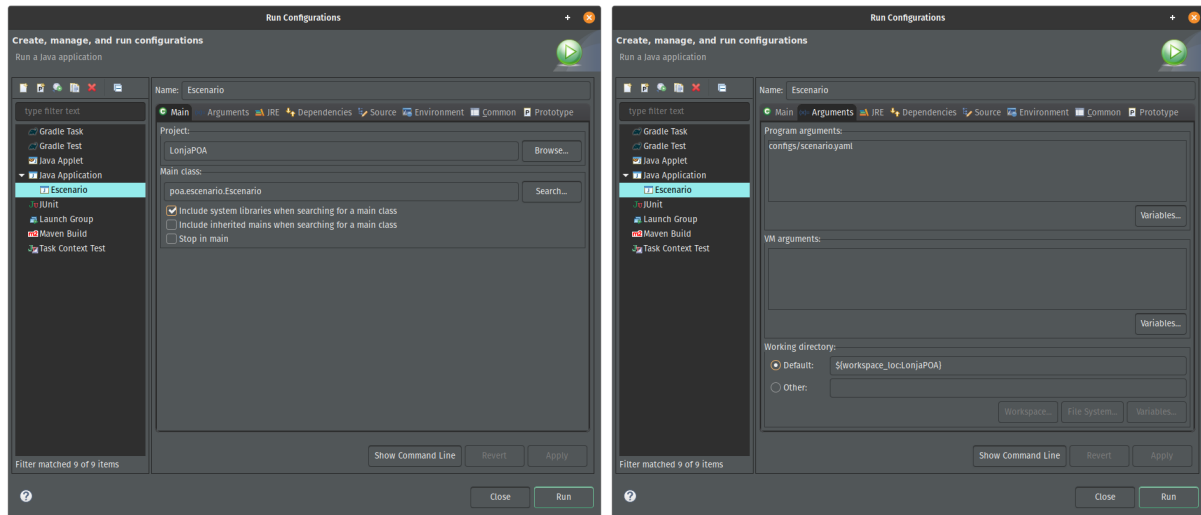 Run Configurations
Create, manage, and run configurations
Run a Java application
type filter text
Gradle Task
Gradle Test
Java Applet
Java Application
Escenario
JUnit
Launch Group
Maven Build
Task Context Test
Filter matched 9 of 9 items
Name: Escenario
Main Arguments JRE Dependencies Source Environment Common Prototype
Project:
LonjaPOA Browse...
Main class:
poa.escenario.Escenario Search...
Include system libraries when searching for a main class
Include inherited mains when searching for a main class
Stop in main
Show Command Line Revert Apply
Close Run
Run Configurations
Create, manage, and run configurations
Run a Java application
type filter text
Gradle Task
Gradle Test
Java Applet
Java Application
Escenario
JUnit
Launch Group
Maven Build
Task Context Test
Filter matched 9 of 9 items
Name: Escenario
Main Arguments JRE Dependencies Source Environment Common Prototype
Program arguments:
configs/scenario.yaml
Variables...
VM arguments:
Variables...
Working directory:
Default: ${workspace_loc:LonjaPOA}
Other:
Workspace... File System... Variables...
Show Command Line Revert Apply
Close Run